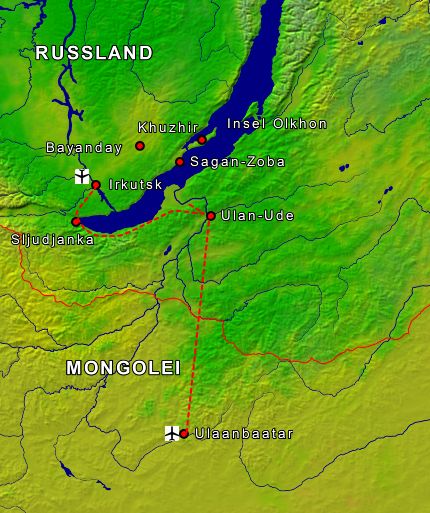 RUSSLAND
Khuzhir
Insel Olkhon
Bayanday
Sagan-Zoba
Irkutsk
Ulan-Ude
Sljudjanka
MONGOLEI
Ulaanbaatar